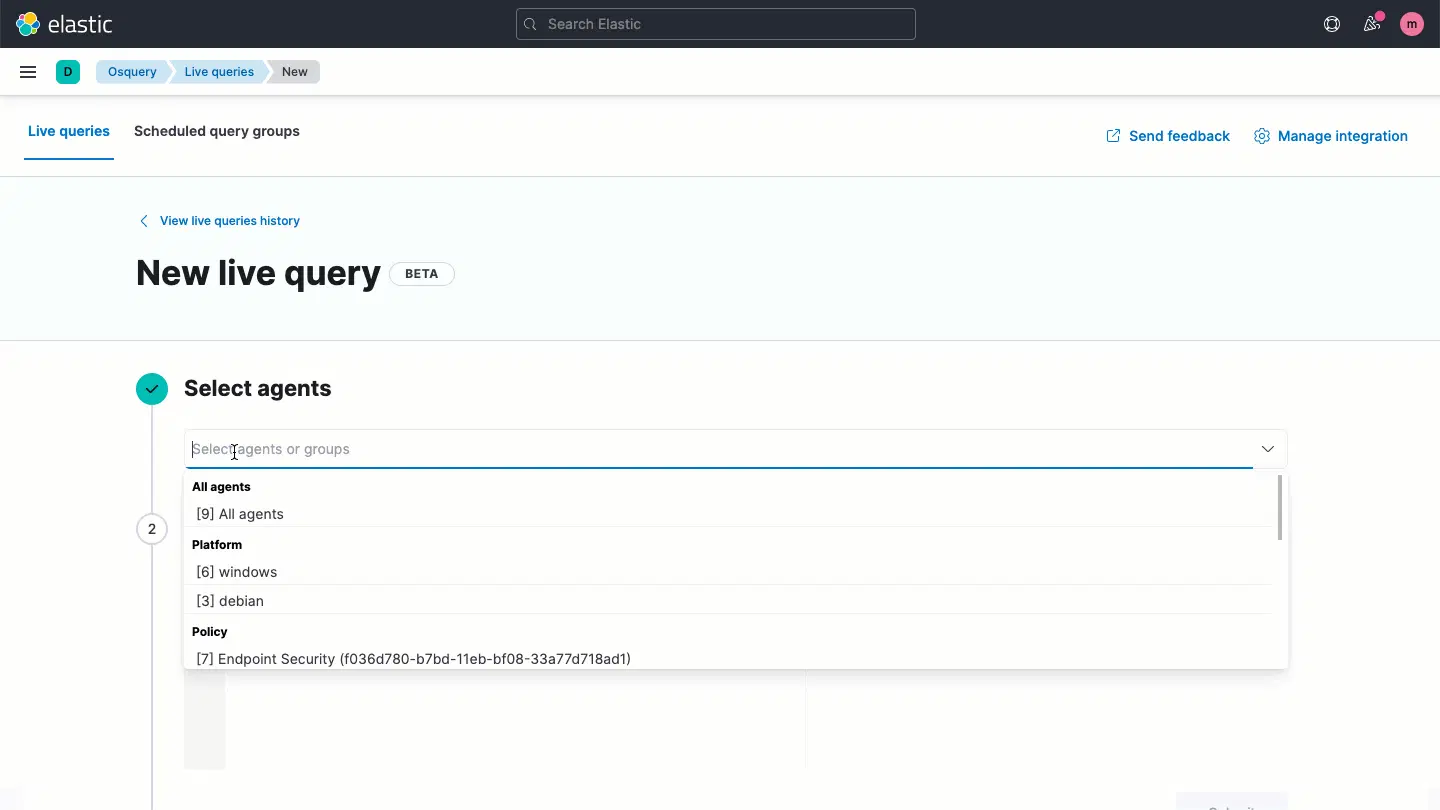 elastic
Search Elastic
m
D
Osquery
Live queries
New
Live queries
Scheduled query groups
Send feedback
Manage integration
View live queries history
New live query
BETA
Select agents
Select agents or groups
All agents
[9] All agents
2
Platform
[6] windows
[3] debian
Policy
[7] Endpoint Security (f036d780-b7bd-11eb-bf08-33a77d718ad1)